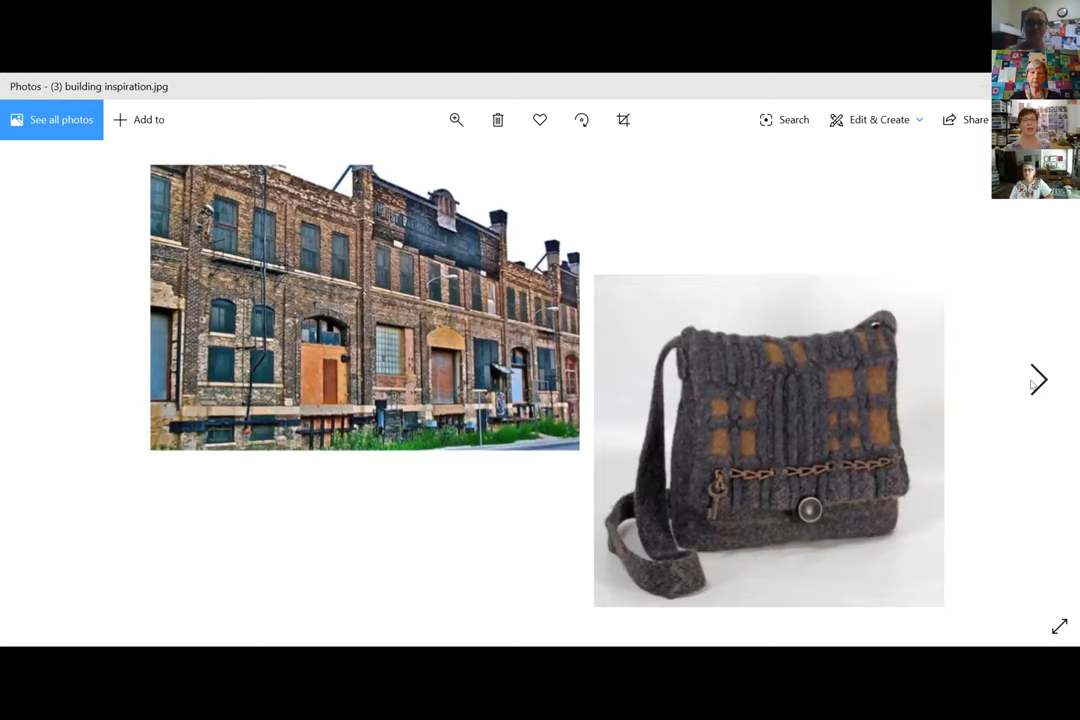 Photos - (3) building inspiration.jpg
See all photos
Add to
Search
Edit & Create
Share